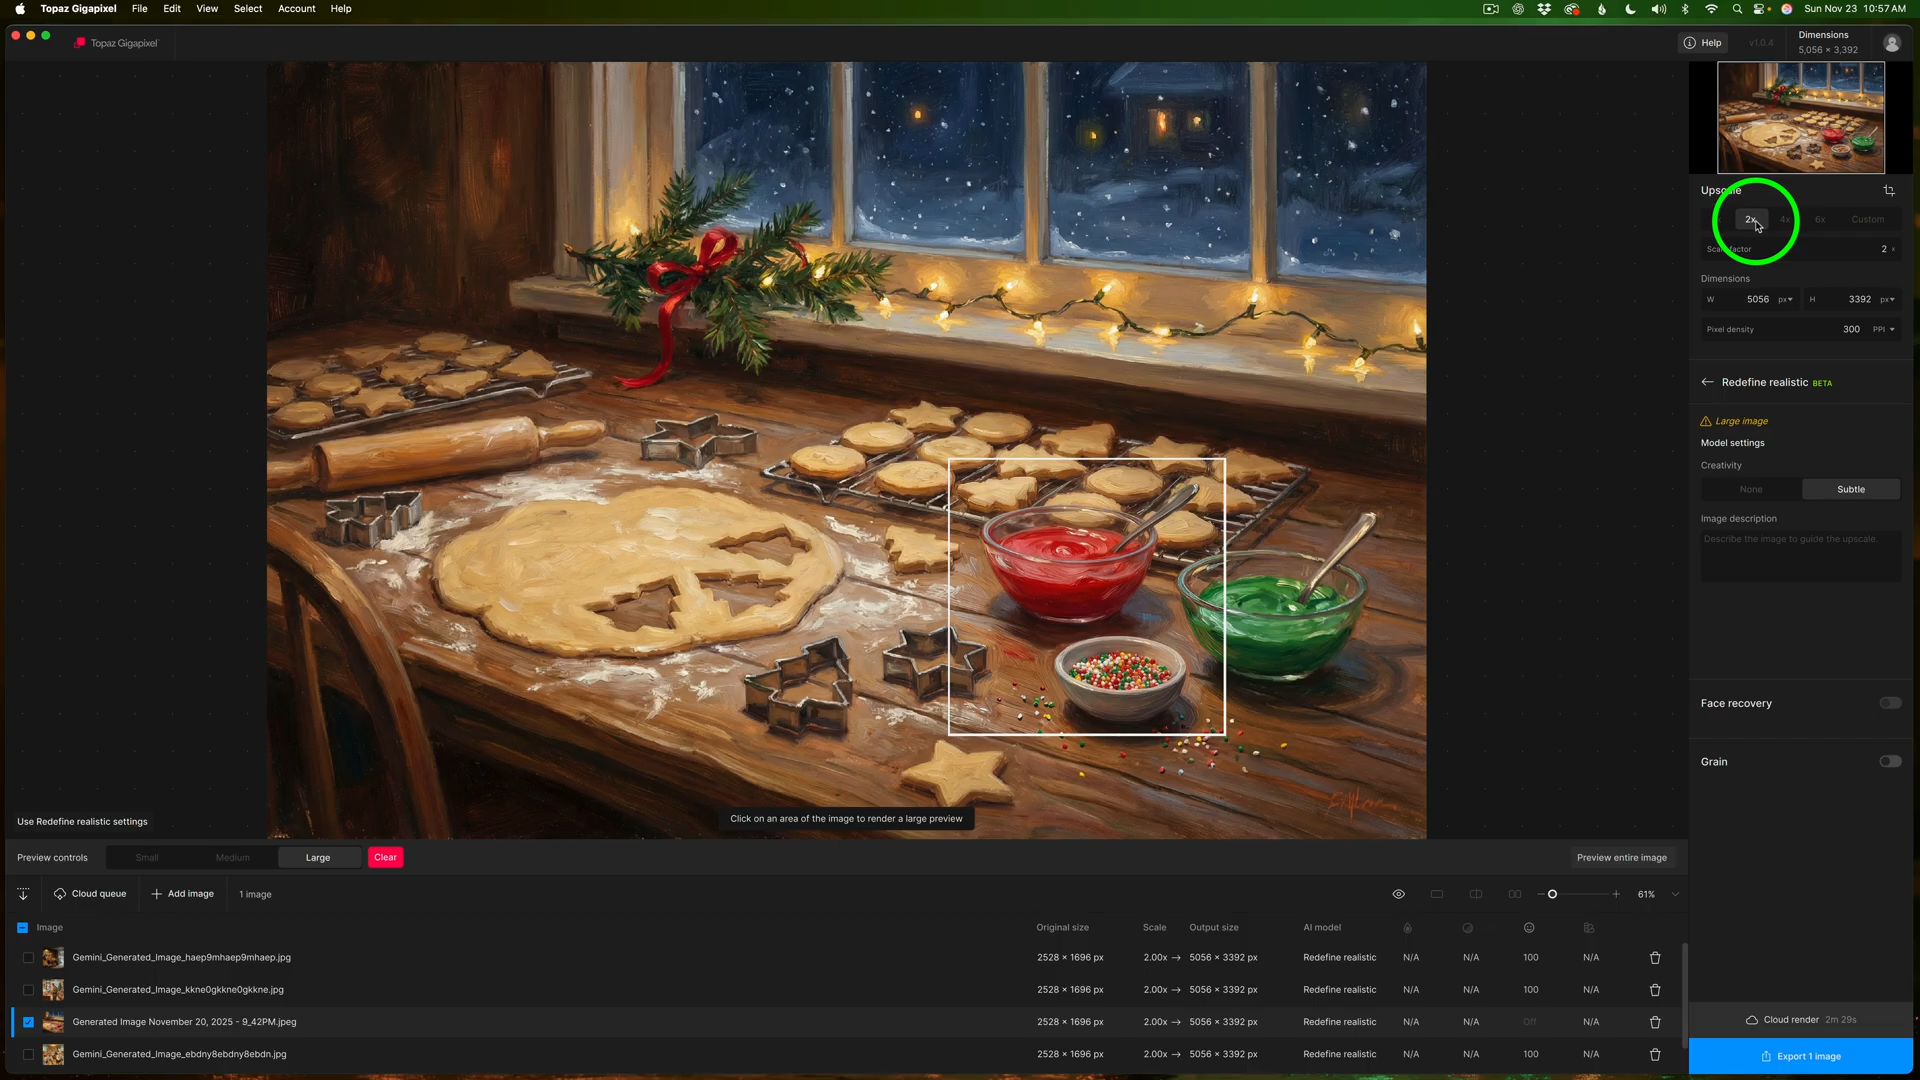 Topaz Gigapixel File Edit View Select Account Help Sun Nov 23 10:57 AM
Topaz Gigapixel Help v1.0.4 Dimensions
5,056 × 3,392
Upscale
2x 4x 6x Custom
Scale factor 2 x
Dimensions
W 5056 px H 3392 px
Pixel density 300 PPI
Redefine realistic BETA
Large image
Model settings
Creativity
None Subtle
Image description
Describe the image to guide the upscale.
Face recovery
Grain
Use Redefine realistic settings
Click on an area of the image to render a large preview
Preview controls Small Medium Large Clear Preview entire image
Cloud queue Add image 1 image 61%
Image Original size Scale Output size AI model
Gemini_Generated_Image_haep9mhaep9mhaep.jpg 2528 × 1696 px 2.00x → 5056 × 3392 px Redefine realistic N/A N/A 100 N/A
Gemini_Generated_Image_kkne0gkkne0gkkne.jpg 2528 × 1696 px 2.00x → 5056 × 3392 px Redefine realistic N/A N/A 100 N/A
Generated Image November 20, 2025 - 9_42PM.jpeg 2528 × 1696 px 2.00x → 5056 × 3392 px Redefine realistic N/A N/A Off N/A
Gemini_Generated_Image_ebdny8ebdny8ebdn.jpg 2528 × 1696 px 2.00x → 5056 × 3392 px Redefine realistic N/A N/A 100 N/A
Cloud render 2m 29s
Export 1 image